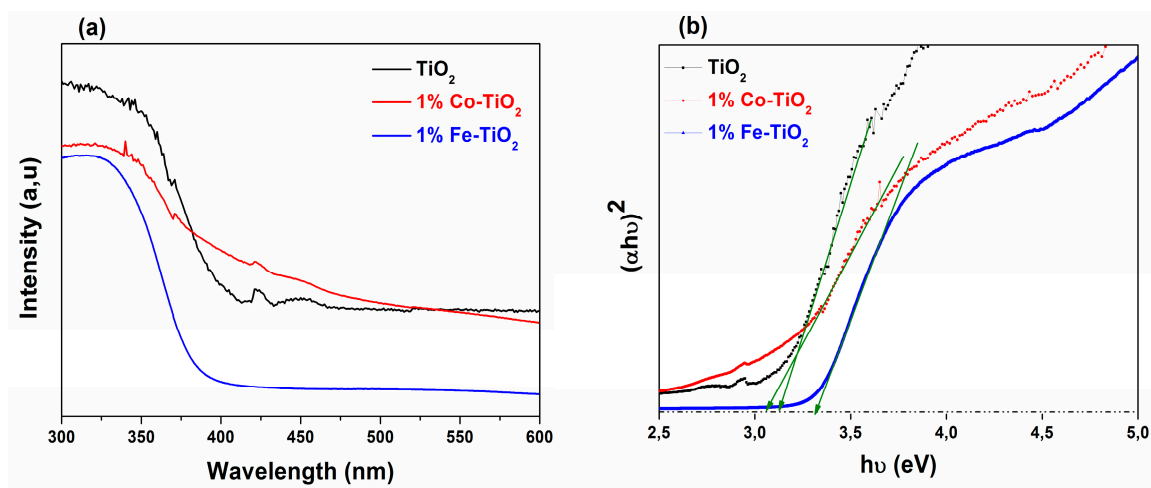 (a)
TiO₂
1% Co-TiO₂
1% Fe-TiO₂
Intensity (a,u)
300 350 400 450 500 550 600
Wavelength (nm)
(b)
TiO₂
1% Co-TiO₂
1% Fe-TiO₂
(αhυ)²
2,5 3,0 3,5 4,0 4,5 5,0
hυ (eV)